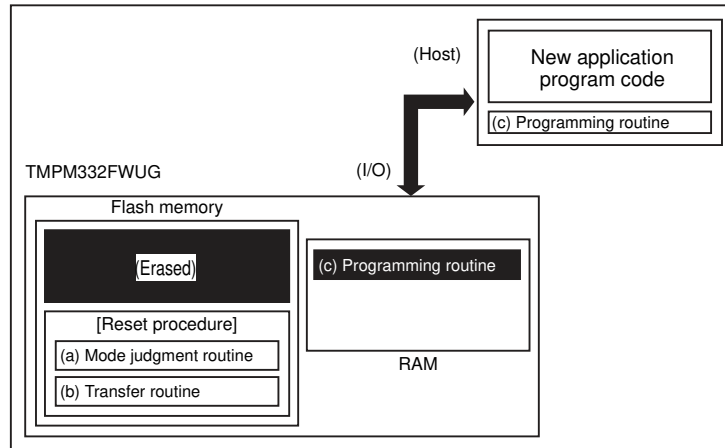 (Host)
New application
program code
(c) Programming routine
TMPM332FWUG
(I/O)
Flash memory
(Erased)
(c) Programming routine
[Reset procedure]
(a) Mode judgment routine
(b) Transfer routine
RAM